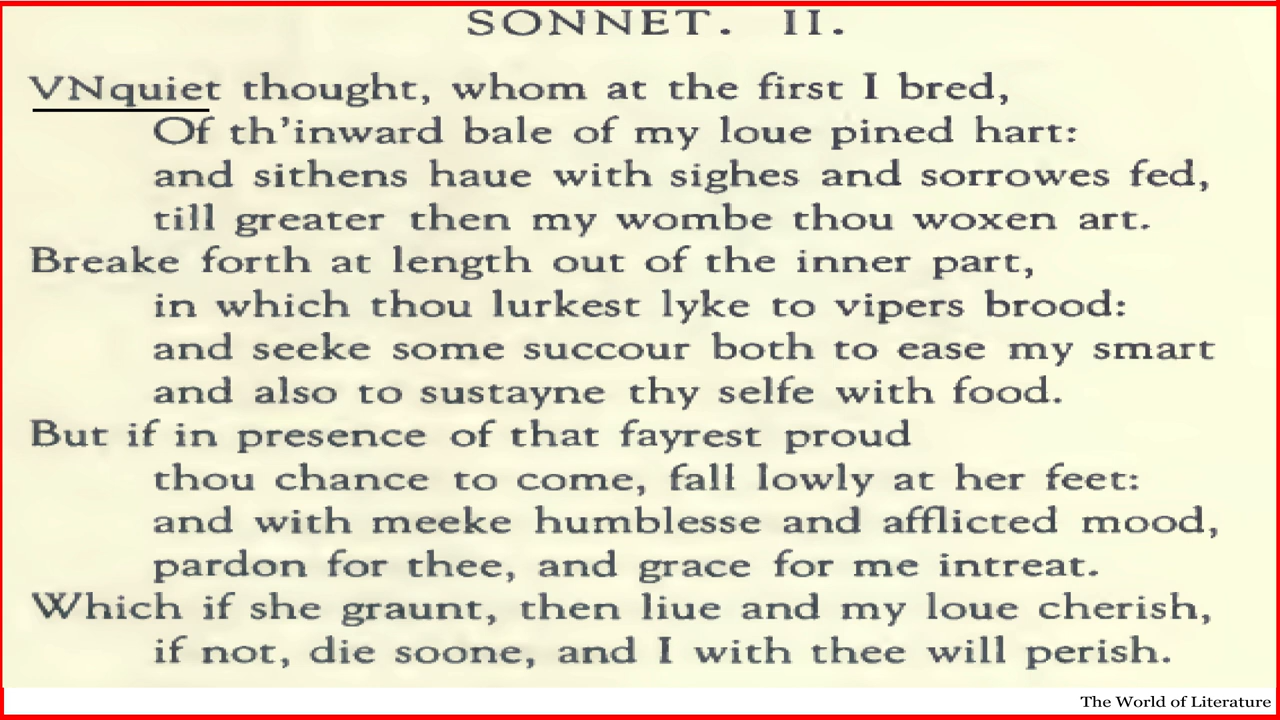 SONNET. II.
VNquiet thought, whom at the first I bred,
Of th'inward bale of my loue pined hart:
and sithens haue with sighes and sorrowes fed,
till greater then my wombe thou woxen art.
Breake forth at length out of the inner part,
in which thou lurkest lyke to vipers brood:
and seeke some succour both to ease my smart
and also to sustayne thy selfe with food.
But if in presence of that fayrest proud
thou chance to come, fall lowly at her feet:
and with meeke humblesse and afflicted mood,
pardon for thee, and grace for me intreat.
Which if she graunt, then liue and my loue cherish,
if not, die soone, and I with thee will perish.
The World of Literature